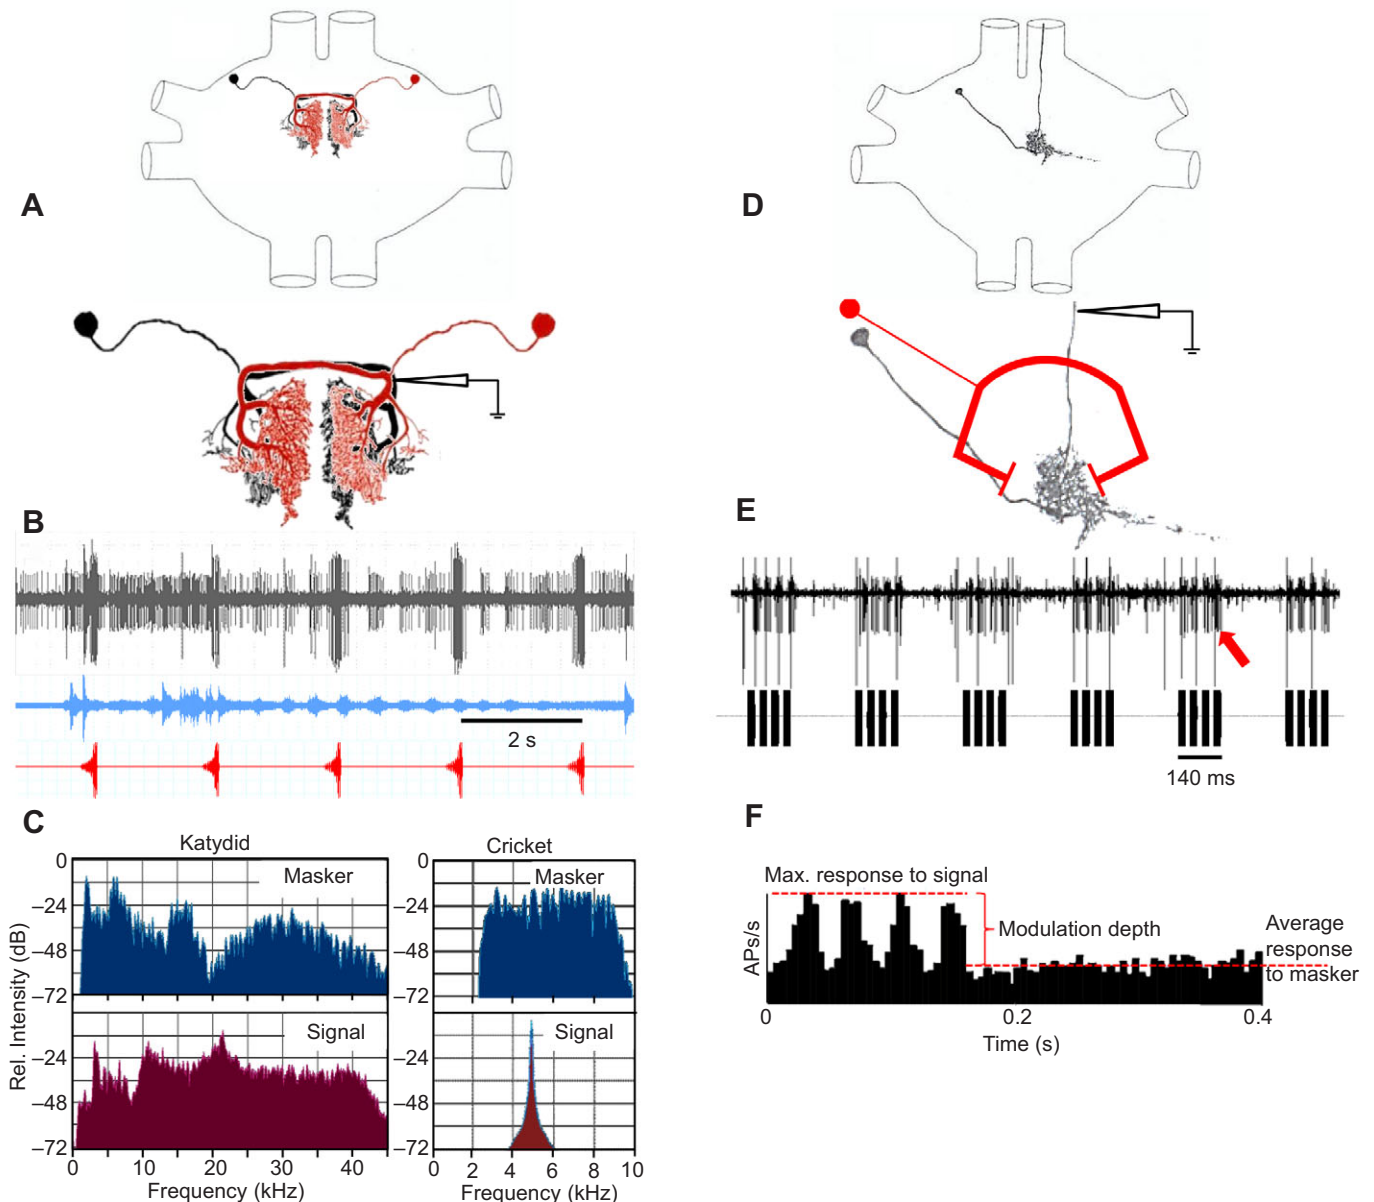 A
D
B
E
2 s
140 ms
C
Katydid
Cricket
0
Masker
–24
–48
–72
0
Masker
–24
–48
–72
Rel. Intensity (dB)
Signal
–24
–48
–72
Signal
–24
–48
–72
0 10 20 30 40
Frequency (kHz)
0 2 4 6 8 10
Frequency (kHz)
F
Max. response to signal
APs/s
Modulation depth
Average
response
to masker
0 0.2 0.4
Time (s)